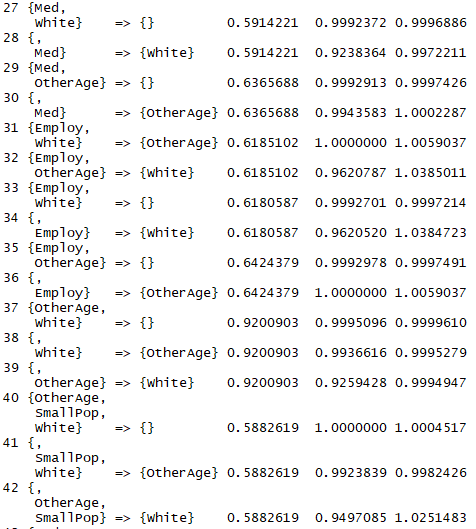 27 {Med,
White} => {} 0.5914221 0.9992372 0.9996886
28 {,
Med} => {White} 0.5914221 0.9238364 0.9972211
29 {Med,
OtherAge} => {} 0.6365688 0.9992913 0.9997426
30 {,
Med} => {OtherAge} 0.6365688 0.9943583 1.0002287
31 {Employ,
White} => {OtherAge} 0.6185102 1.0000000 1.0059037
32 {Employ,
OtherAge} => {White} 0.6185102 0.9620787 1.0385011
33 {Employ,
White} => {} 0.6180587 0.9992701 0.9997214
34 {,
Employ} => {White} 0.6180587 0.9620520 1.0384723
35 {Employ,
OtherAge} => {} 0.6424379 0.9992978 0.9997491
36 {,
Employ} => {OtherAge} 0.6424379 1.0000000 1.0059037
37 {OtherAge,
White} => {} 0.9200903 0.9995096 0.9999610
38 {,
White} => {OtherAge} 0.9200903 0.9936616 0.9995279
39 {,
OtherAge} => {White} 0.9200903 0.9259428 0.9994947
40 {OtherAge,
SmallPop,
White} => {} 0.5882619 1.0000000 1.0004517
41 {,
SmallPop,
White} => {OtherAge} 0.5882619 0.9923839 0.9982426
42 {,
OtherAge,
SmallPop} => {White} 0.5882619 0.9497085 1.0251483